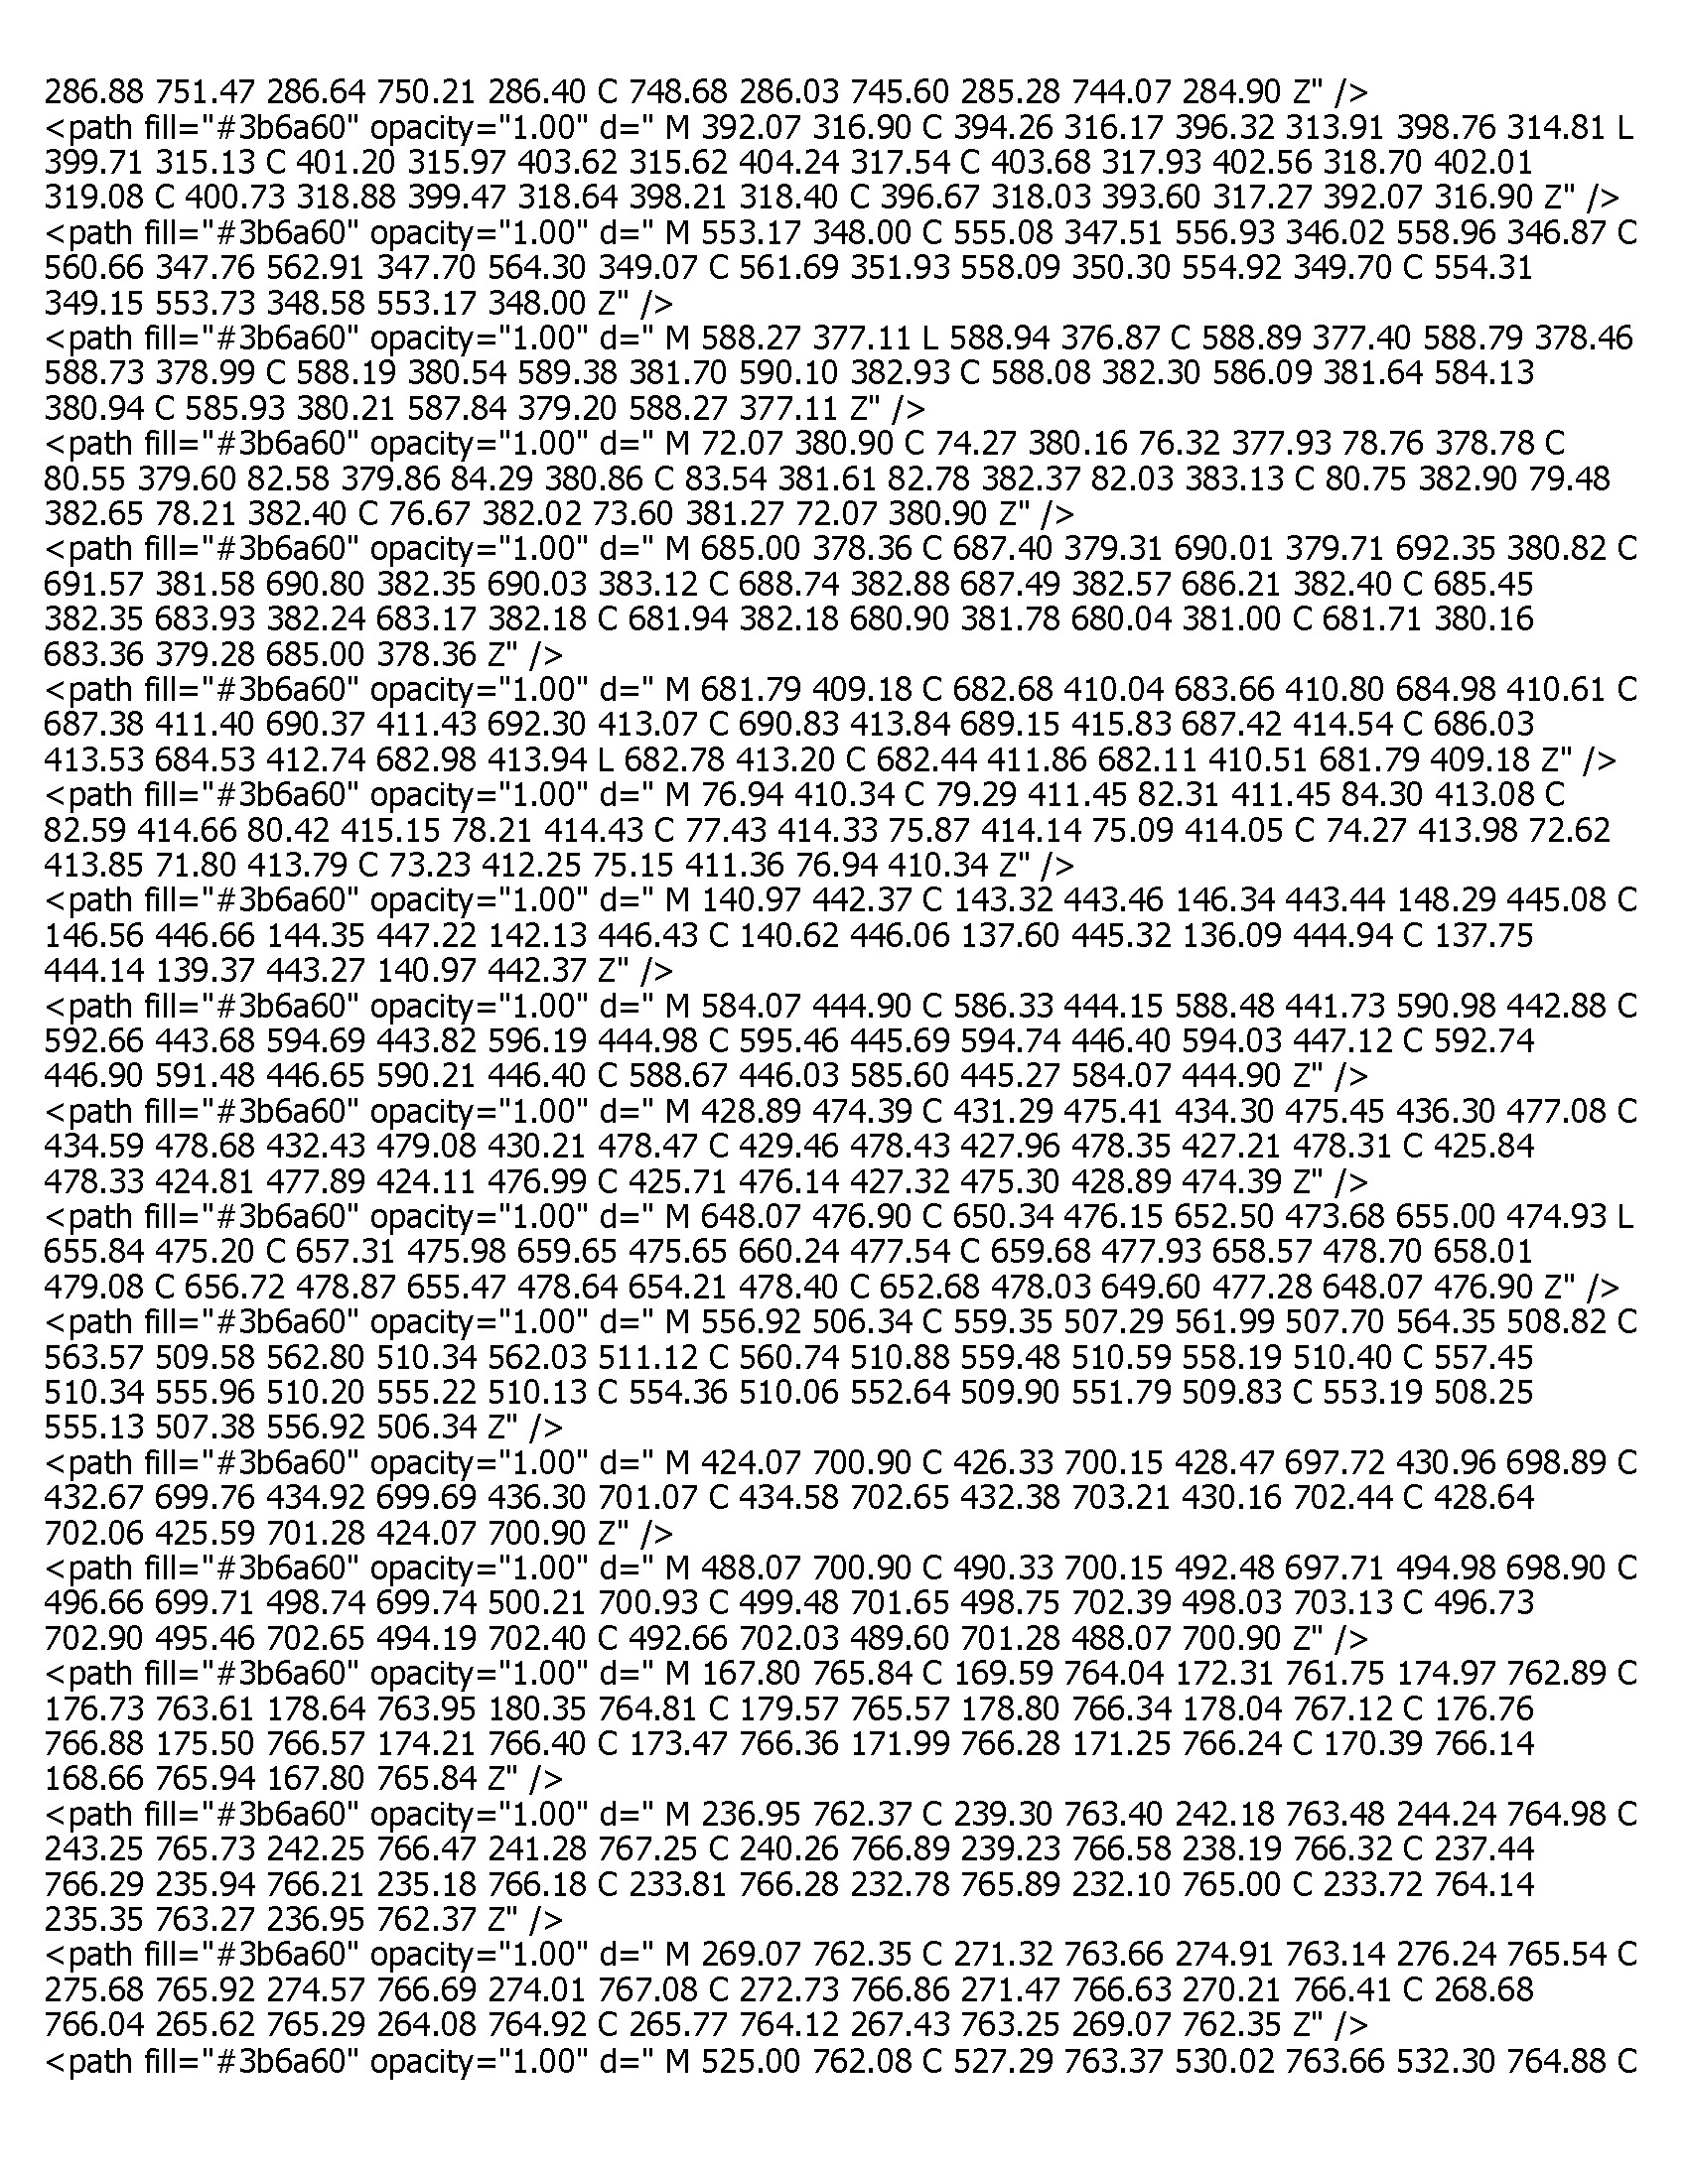 286.88 751.47 286.64 750.21 286.40 C 748.68 286.03 745.60 285.28 744.07 284.90 Z" />
<path fill="#3b6a60" opacity="1.00" d=" M 392.07 316.90 C 394.26 316.17 396.32 313.91 398.76 314.81 L
399.71 315.13 C 401.20 315.97 403.62 315.62 404.24 317.54 C 403.68 317.93 402.56 318.70 402.01
319.08 C 400.73 318.88 399.47 318.64 398.21 318.40 C 396.67 318.03 393.60 317.27 392.07 316.90 Z" />
<path fill="#3b6a60" opacity="1.00" d=" M 553.17 348.00 C 555.08 347.51 556.93 346.02 558.96 346.87 C
560.66 347.76 562.91 347.70 564.30 349.07 C 561.69 351.93 558.09 350.30 554.92 349.70 C 554.31
349.15 553.73 348.58 553.17 348.00 Z" />
<path fill="#3b6a60" opacity="1.00" d=" M 588.27 377.11 L 588.94 376.87 C 588.89 377.40 588.79 378.46
588.73 378.99 C 588.19 380.54 589.38 381.70 590.10 382.93 C 588.08 382.30 586.09 381.64 584.13
380.94 C 585.93 380.21 587.84 379.20 588.27 377.11 Z" />
<path fill="#3b6a60" opacity="1.00" d=" M 72.07 380.90 C 74.27 380.16 76.32 377.93 78.76 378.78 C
80.55 379.60 82.58 379.86 84.29 380.86 C 83.54 381.61 82.78 382.37 82.03 383.13 C 80.75 382.90 79.48
382.65 78.21 382.40 C 76.67 382.02 73.60 381.27 72.07 380.90 Z" />
<path fill="#3b6a60" opacity="1.00" d=" M 685.00 378.36 C 687.40 379.31 690.01 379.71 692.35 380.82 C
691.57 381.58 690.80 382.35 690.03 383.12 C 688.74 382.88 687.49 382.57 686.21 382.40 C 685.45
382.35 683.93 382.24 683.17 382.18 C 681.94 382.18 680.90 381.78 680.04 381.00 C 681.71 380.16
683.36 379.28 685.00 378.36 Z" />
<path fill="#3b6a60" opacity="1.00" d=" M 681.79 409.18 C 682.68 410.04 683.66 410.80 684.98 410.61 C
687.38 411.40 690.37 411.43 692.30 413.07 C 690.83 413.84 689.15 415.83 687.42 414.54 C 686.03
413.53 684.53 412.74 682.98 413.94 L 682.78 413.20 C 682.44 411.86 682.11 410.51 681.79 409.18 Z" />
<path fill="#3b6a60" opacity="1.00" d=" M 76.94 410.34 C 79.29 411.45 82.31 411.45 84.30 413.08 C
82.59 414.66 80.42 415.15 78.21 414.43 C 77.43 414.33 75.87 414.14 75.09 414.05 C 74.27 413.98 72.62
413.85 71.80 413.79 C 73.23 412.25 75.15 411.36 76.94 410.34 Z" />
<path fill="#3b6a60" opacity="1.00" d=" M 140.97 442.37 C 143.32 443.46 146.34 443.44 148.29 445.08 C
146.56 446.66 144.35 447.22 142.13 446.43 C 140.62 446.06 137.60 445.32 136.09 444.94 C 137.75
444.14 139.37 443.27 140.97 442.37 Z" />
<path fill="#3b6a60" opacity="1.00" d=" M 584.07 444.90 C 586.33 444.15 588.48 441.73 590.98 442.88 C
592.66 443.68 594.69 443.82 596.19 444.98 C 595.46 445.69 594.74 446.40 594.03 447.12 C 592.74
446.90 591.48 446.65 590.21 446.40 C 588.67 446.03 585.60 445.27 584.07 444.90 Z" />
<path fill="#3b6a60" opacity="1.00" d=" M 428.89 474.39 C 431.29 475.41 434.30 475.45 436.30 477.08 C
434.59 478.68 432.43 479.08 430.21 478.47 C 429.46 478.43 427.96 478.35 427.21 478.31 C 425.84
478.33 424.81 477.89 424.11 476.99 C 425.71 476.14 427.32 475.30 428.89 474.39 Z" />
<path fill="#3b6a60" opacity="1.00" d=" M 648.07 476.90 C 650.34 476.15 652.50 473.68 655.00 474.93 L
655.84 475.20 C 657.31 475.98 659.65 475.65 660.24 477.54 C 659.68 477.93 658.57 478.70 658.01
479.08 C 656.72 478.87 655.47 478.64 654.21 478.40 C 652.68 478.03 649.60 477.28 648.07 476.90 Z" />
<path fill="#3b6a60" opacity="1.00" d=" M 556.92 506.34 C 559.35 507.29 561.99 507.70 564.35 508.82 C
563.57 509.58 562.80 510.34 562.03 511.12 C 560.74 510.88 559.48 510.59 558.19 510.40 C 557.45
510.34 555.96 510.20 555.22 510.13 C 554.36 510.06 552.64 509.90 551.79 509.83 C 553.19 508.25
555.13 507.38 556.92 506.34 Z" />
<path fill="#3b6a60" opacity="1.00" d=" M 424.07 700.90 C 426.33 700.15 428.47 697.72 430.96 698.89 C
432.67 699.76 434.92 699.69 436.30 701.07 C 434.58 702.65 432.38 703.21 430.16 702.44 C 428.64
702.06 425.59 701.28 424.07 700.90 Z" />
<path fill="#3b6a60" opacity="1.00" d=" M 488.07 700.90 C 490.33 700.15 492.48 697.71 494.98 698.90 C
496.66 699.71 498.74 699.74 500.21 700.93 C 499.48 701.65 498.75 702.39 498.03 703.13 C 496.73
702.90 495.46 702.65 494.19 702.40 C 492.66 702.03 489.60 701.28 488.07 700.90 Z" />
<path fill="#3b6a60" opacity="1.00" d=" M 167.80 765.84 C 169.59 764.04 172.31 761.75 174.97 762.89 C
176.73 763.61 178.64 763.95 180.35 764.81 C 179.57 765.57 178.80 766.34 178.04 767.12 C 176.76
766.88 175.50 766.57 174.21 766.40 C 173.47 766.36 171.99 766.28 171.25 766.24 C 170.39 766.14
168.66 765.94 167.80 765.84 Z" />
<path fill="#3b6a60" opacity="1.00" d=" M 236.95 762.37 C 239.30 763.40 242.18 763.48 244.24 764.98 C
243.25 765.73 242.25 766.47 241.28 767.25 C 240.26 766.89 239.23 766.58 238.19 766.32 C 237.44
766.29 235.94 766.21 235.18 766.18 C 233.81 766.28 232.78 765.89 232.10 765.00 C 233.72 764.14
235.35 763.27 236.95 762.37 Z" />
<path fill="#3b6a60" opacity="1.00" d=" M 269.07 762.35 C 271.32 763.66 274.91 763.14 276.24 765.54 C
275.68 765.92 274.57 766.69 274.01 767.08 C 272.73 766.86 271.47 766.63 270.21 766.41 C 268.68
766.04 265.62 765.29 264.08 764.92 C 265.77 764.12 267.43 763.25 269.07 762.35 Z" />
<path fill="#3b6a60" opacity="1.00" d=" M 525.00 762.08 C 527.29 763.37 530.02 763.66 532.30 764.88 C